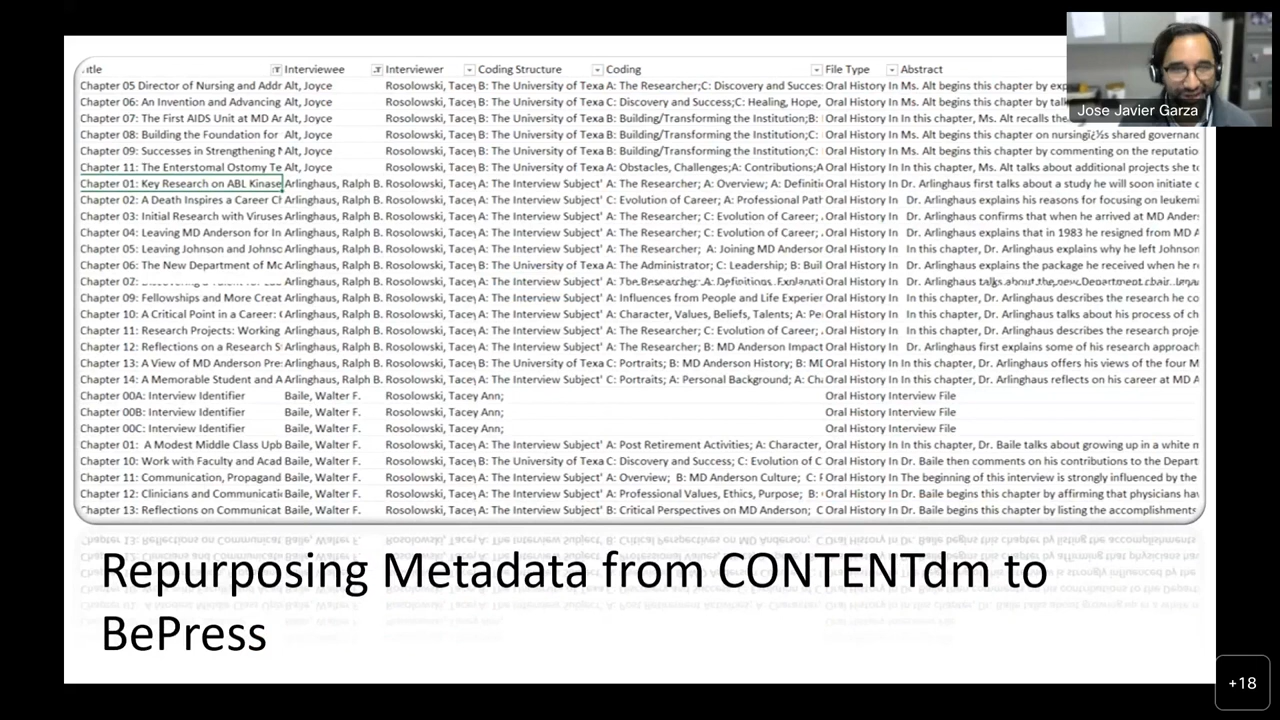 itle Interviewee Interviewer Coding Structure Coding File Type Abstract
Chapter 05 Director of Nursing and Addr Alt, Joyce Rosolowski, Tacey B: The University of Texa A: The Researcher;C: Discovery and Succes: Oral History In Ms. Alt begins this chapter by exp
Chapter 06: An Invention and Advancing Alt, Joyce Rosolowski, Tacey C: Discovery and Success;C: Healing, Hope, Oral History In Ms. Alt begins this chapter by talk
Chapter 07: The First AIDS Unit at MD Ar Alt, Joyce Rosolowski, Tacey B: Building/Transforming the Institution;B: Oral History In In this chapter, Ms. Alt recalls the
Chapter 08: Building the Foundation for Alt, Joyce Rosolowski, Tacey B: Building/Transforming the Institution;B: Oral History In Ms. Alt begins this chapter on nursingï¿½s shared governanc
Chapter 09: Successes in Strengthening Alt, Joyce Rosolowski, Tacey B: Building/Transforming the Institution;C: Oral History In Ms. Alt begins this chapter by commenting on the reputatio
Chapter 11: The Enterstomal Ostomy Te Alt, Joyce Rosolowski, Tacey A: Obstacles, Challenges;A: Contributions;A Oral History In In this chapter, Ms. Alt talks about additional projects she to
Chapter 01: Key Research on ABL Kinase Arlinghaus, Ralph B. Rosolowski, Tacey A: The Interview Subject' A: The Researcher; A: Overview; A: Definiti Oral History In Dr. Arlinghaus first talks about a study he will soon initiate c
Chapter 02: A Death Inspires a Career Ch Arlinghaus, Ralph B. Rosolowski, Tacey A: The Interview Subject' C: Evolution of Career; A: Professional Path Oral History In Dr. Arlinghaus explains his reasons for focusing on leukemi
Chapter 03: Initial Research with Viruses Arlinghaus, Ralph B. Rosolowski, Tacey A: The Interview Subject' A: The Researcher; C: Evolution of Career; Oral History In Dr. Arlinghaus confirms that when he arrived at MD Ander:
Chapter 04: Leaving MD Anderson for In Arlinghaus, Ralph B. Rosolowski, Tacey A: The Interview Subject' A: The Researcher; C: Evolution of Career; Oral History In Dr. Arlinghaus explains that in 1983 he resigned from MD A
Chapter 05: Leaving Johnson and Johnsc Arlinghaus, Ralph B. Rosolowski, Tacey A: The Interview Subject' A: The Researcher; A: Joining MD Anderson Oral History In In this chapter, Dr. Arlinghaus explains why he left Johnson
Chapter 06: The New Department of Mc Arlinghaus, Ralph B. Rosolowski, Tacey B: The University of Texa A: The Administrator; C: Leadership; B: Buil Oral History In Dr. Arlinghaus explains the package he received when he re
Arlinghaus, Ralph B. Rosolowski, Tacey A: The Interview Subject' A: The Researcher; A: Definitions, Explanati Oral History In Dr. Arlinghaus talks about the new Department chair,
Chapter 09: Fellowships and More Creat Arlinghaus, Ralph B. Rosolowski, Tacey A: The Interview Subject' A: Influences from People and Life Experier Oral History In In this chapter, Dr. Arlinghaus describes the research he co
Chapter 10: A Critical Point in a Career: Arlinghaus, Ralph B. Rosolowski, Tacey A: The Interview Subject' A: Character, Values, Beliefs, Talents; A: Pe Oral History In In this chapter, Dr. Arlinghaus talks about his process of ch
Chapter 11: Research Projects: Working Arlinghaus, Ralph B. Rosolowski, Tacey A: The Interview Subject' A: The Researcher; C: Evolution of Career; Oral History In In this chapter, Dr. Arlinghaus describes the research proje
Chapter 12: Reflections on a Research S Arlinghaus, Ralph B. Rosolowski, Tacey A: The Interview Subject' A: The Researcher; B: MD Anderson Impact Oral History In Dr. Arlinghaus first explains some of his research approach
Chapter 13: A View of MD Anderson Pre Arlinghaus, Ralph B. Rosolowski, Tacey B: The University of Texa C: Portraits; B: MD Anderson History; B: MD Oral History In In this chapter, Dr. Arlinghaus offers his views of the four M
Chapter 14: A Memorable Student and A Arlinghaus, Ralph B. Rosolowski, Tacey A: The Interview Subject' C: Portraits; A: Personal Background; A: Ch Oral History In In this chapter, Dr. Arlinghaus reflects on his career at MD A
Chapter 00A: Interview Identifier Baile, Walter F. Rosolowski, Tacey Ann; Oral History Interview File
Chapter 00B: Interview Identifier Baile, Walter F. Rosolowski, Tacey Ann; Oral History Interview File
Chapter 00C: Interview Identifier Baile, Walter F. Rosolowski, Tacey Ann; Oral History Interview File
Chapter 01: A Modest Middle Class Upb Baile, Walter F. Rosolowski, Tacey A: The Interview Subject' A: Post Retirement Activities; A: Character, Oral History In In this chapter, Dr. Baile talks about growing up in a white m
Chapter 10: Work with Faculty and Acad Baile, Walter F. Rosolowski, Tacey B: The University of Texa C: Discovery and Success; C: Evolution of C Oral History In Dr. Baile then comments on his contributions to the Depart
Chapter 11: Communication, Propagand Baile, Walter F. Rosolowski, Tacey A: The Interview Subject' A: Overview; B: MD Anderson Culture; C: F Oral History In The beginning of this interview is strongly influenced by the
Chapter 12: Clinicians and Communicati Baile, Walter F. Rosolowski, Tacey A: The Interview Subject' A: Professional Values, Ethics, Purpose; B: Oral History In Dr. Baile begins this chapter by affirming that physicians hav
Chapter 13: Reflections on Communicat Baile, Walter F. Rosolowski, Tacey A: The Interview Subject' B: Critical Perspectives on MD Anderson; C Oral History In Dr. Baile begins this chapter by listing the accomplishments
Jose Javier Garza
Repurposing Metadata from CONTENTdm to
BePress
+18